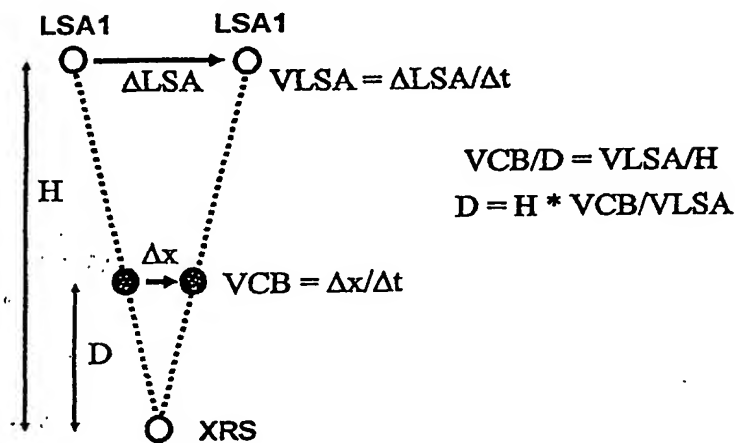 LSA1 LSA1
ΔLSA VLSA = ΔLSA/Δt
VCB/D = VLSA/H
H D = H * VCB/VLSA
Δx
VCB = Δx/Δt
D
XRS